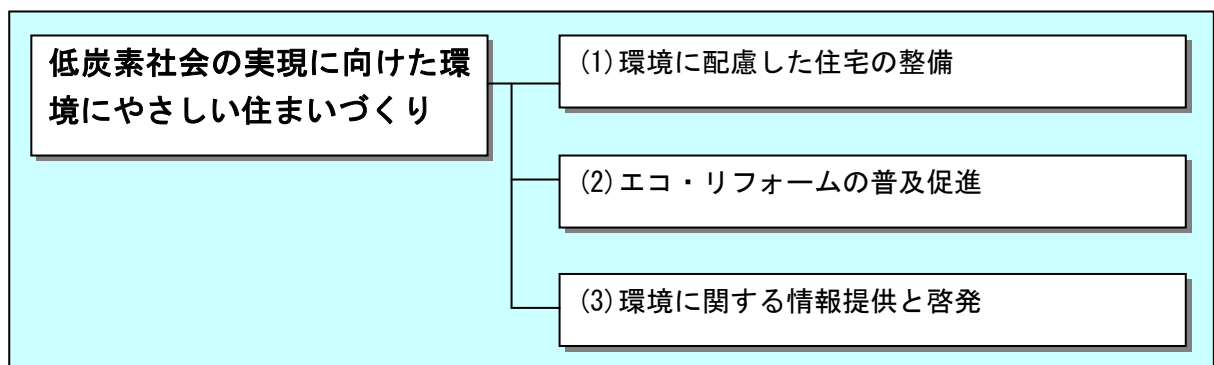 低炭素社会の実現に向けた環
境にやさしい住まいづくり
(1)環境に配慮した住宅の整備
(2)エコ・リフォームの普及促進
(3)環境に関する情報提供と啓発